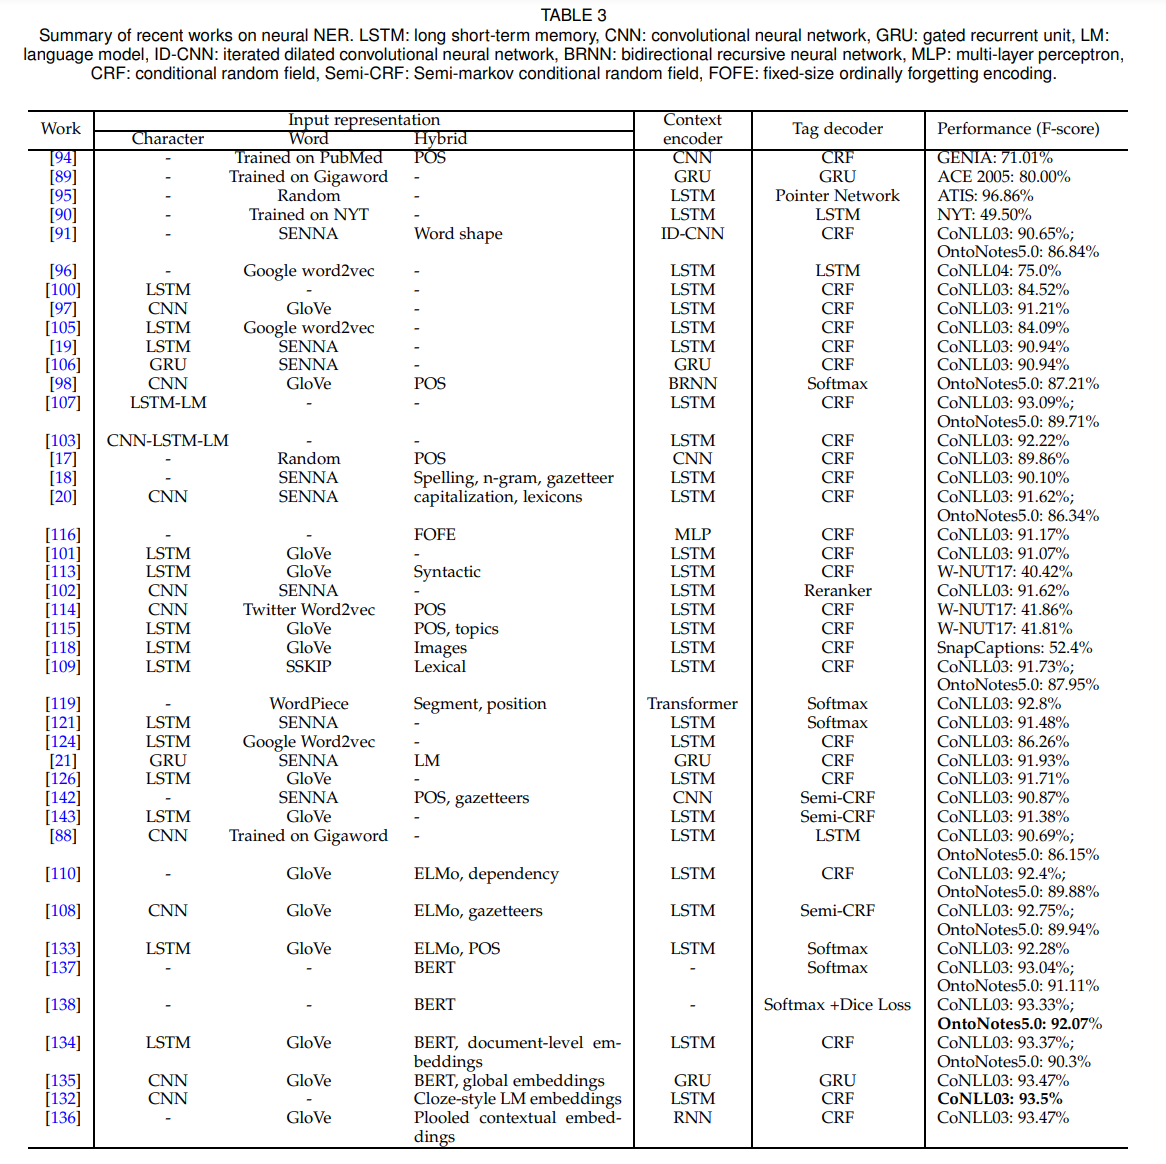 TABLE 3
Summary of recent works on neural NER. LSTM: long short-term memory, CNN: convolutional neural network, GRU: gated recurrent unit, LM:
language model, ID-CNN: iterated dilated convolutional neural network, BRNN: bidirectional recursive neural network, MLP: multi-layer perceptron,
CRF: conditional random field, Semi-CRF: Semi-markov conditional random field, FOFE: fixed-size ordinally forgetting encoding.
Work Input representation Context encoder Tag decoder Performance (F-score)
Character Word Hybrid
[94] - Trained on PubMed POS CNN CRF GENIA: 71.01%
[89] - Trained on Gigaword - GRU GRU ACE 2005: 80.00%
[95] - Random - LSTM Pointer Network ATIS: 96.86%
[90] - Trained on NYT - LSTM LSTM NYT: 49.50%
[91] - SENNA Word shape ID-CNN CRF CoNLL03: 90.65%;
OntoNotes5.0: 86.84%
[96] - Google word2vec - LSTM LSTM CoNLL04: 75.0%
[100] LSTM - - LSTM CRF CoNLL03: 84.52%
[97] CNN GloVe - LSTM CRF CoNLL03: 91.21%
[105] LSTM Google word2vec - LSTM CRF CoNLL03: 84.09%
[19] LSTM SENNA - LSTM CRF CoNLL03: 90.94%
[106] GRU SENNA - GRU CRF CoNLL03: 90.94%
[98] CNN GloVe POS BRNN Softmax OntoNotes5.0: 87.21%
[107] LSTM-LM - - LSTM CRF CoNLL03: 93.09%;
OntoNotes5.0: 89.71%
[103] CNN-LSTM-LM - - LSTM CRF CoNLL03: 92.22%
[17] - Random POS CNN CRF CoNLL03: 89.86%
[18] - SENNA Spelling, n-gram, gazetteer LSTM CRF CoNLL03: 90.10%
[20] CNN SENNA capitalization, lexicons LSTM CRF CoNLL03: 91.62%;
OntoNotes5.0: 86.34%
[116] - - FOFE MLP CRF CoNLL03: 91.17%
[101] LSTM GloVe - LSTM CRF CoNLL03: 91.07%
[113] LSTM GloVe Syntactic LSTM CRF W-NUT17: 40.42%
[102] CNN SENNA - LSTM Reranker CoNLL03: 91.62%
[114] CNN Twitter Word2vec POS LSTM CRF W-NUT17: 41.86%
[115] LSTM GloVe POS, topics LSTM CRF W-NUT17: 41.81%
[118] LSTM GloVe Images LSTM CRF SnapCaptions: 52.4%
[109] LSTM SSKIP Lexical LSTM CRF CoNLL03: 91.73%;
OntoNotes5.0: 87.95%
[119] - WordPiece Segment, position Transformer Softmax CoNLL03: 92.8%
[121] LSTM SENNA - LSTM Softmax CoNLL03: 91.48%
[124] LSTM Google Word2vec - LSTM CRF CoNLL03: 86.26%
[21] GRU SENNA LM GRU CRF CoNLL03: 91.93%
[126] LSTM GloVe - LSTM CRF CoNLL03: 91.71%
[142] - SENNA POS, gazetteers CNN Semi-CRF CoNLL03: 90.87%
[143] LSTM GloVe - LSTM Semi-CRF CoNLL03: 91.38%
[88] CNN Trained on Gigaword - LSTM LSTM CoNLL03: 90.69%;
OntoNotes5.0: 86.15%
[110] - GloVe ELMo, dependency LSTM CRF CoNLL03: 92.4%;
OntoNotes5.0: 89.88%
[108] CNN GloVe ELMo, gazetteers LSTM Semi-CRF CoNLL03: 92.75%;
OntoNotes5.0: 89.94%
[133] LSTM GloVe ELMo, POS LSTM Softmax CoNLL03: 92.28%
[137] - - BERT - Softmax CoNLL03: 93.04%;
OntoNotes5.0: 91.11%
[138] - - BERT - Softmax +Dice Loss CoNLL03: 93.33%;
OntoNotes5.0: 92.07%
[134] LSTM GloVe BERT, document-level em- LSTM CRF CoNLL03: 93.37%;
beddings OntoNotes5.0: 90.3%
[135] CNN GloVe BERT, global embeddings GRU GRU CoNLL03: 93.47%
[132] CNN - Cloze-style LM embeddings LSTM CRF CoNLL03: 93.5%
[136] - GloVe Plooled contextual embed- RNN CRF CoNLL03: 93.47%
dings